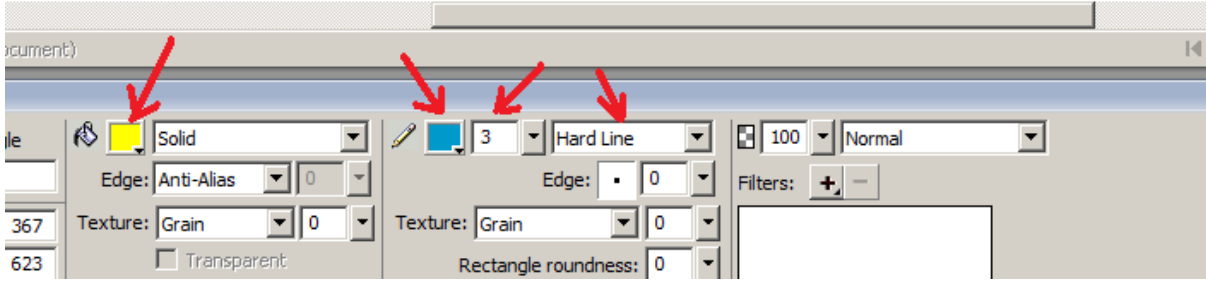 ocument)
gle Solid 3 Hard Line 100 Normal
Edge: Anti-Alias 0 Edge: 0 Filters:
367 Texture: Grain 0 Texture: Grain 0
623 Transparent Rectangle roundness: 0